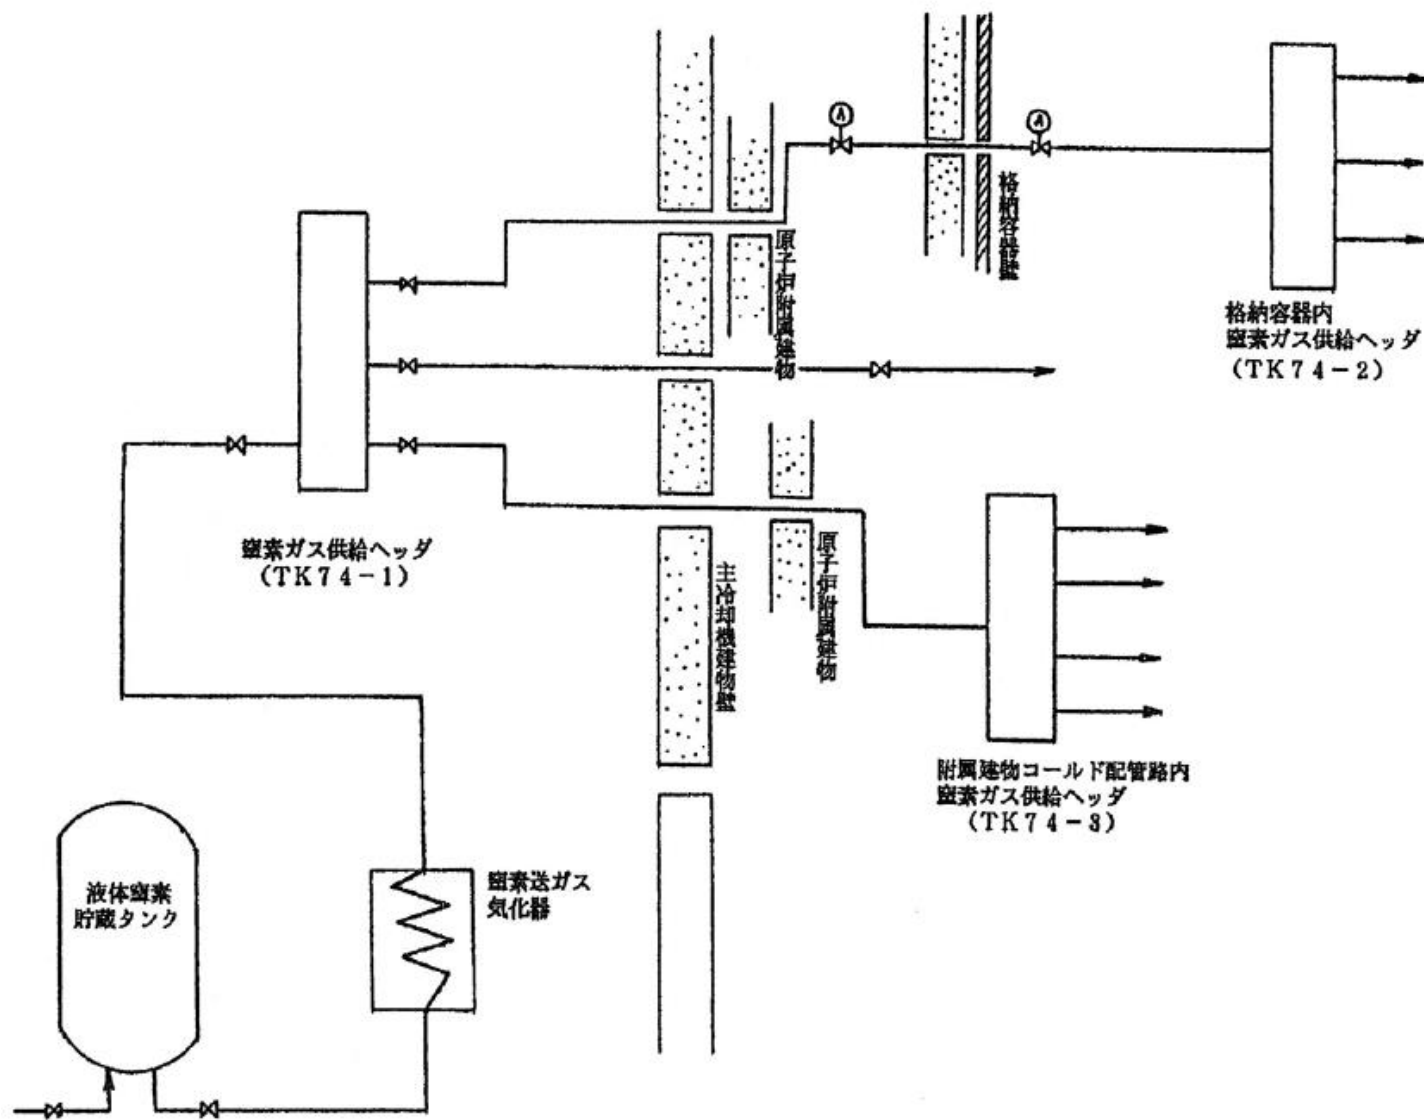 格納容器壁
原子炉附属建物
格納容器内
窒素ガス供給ヘッダ
(TK74-2)
窒素ガス供給ヘッダ
(TK74-1)
主冷却機建物壁
原子炉附属建物
附属建物コールド配管路内
窒素ガス供給ヘッダ
(TK74-3)
液体窒素
貯蔵タンク
窒素送ガス
気化器